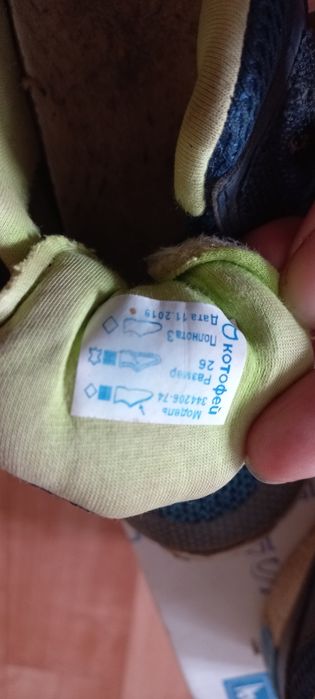 котофей
Модель
344206-74
Размер
26
Полнота 3
Дата 11.2019